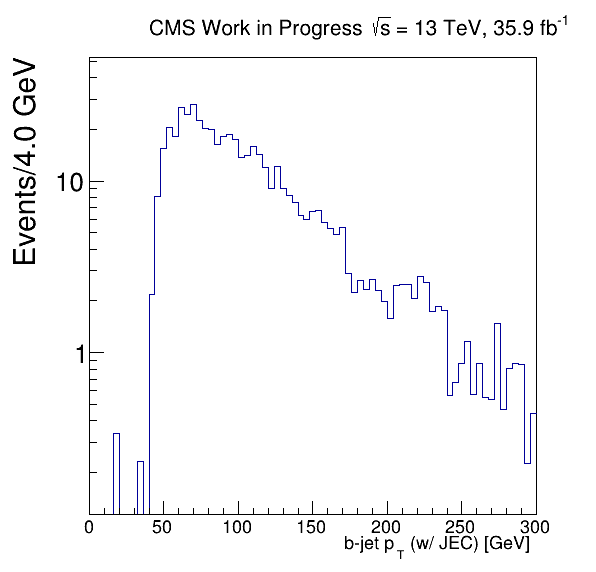 CMS Work in Progress √s = 13 TeV, 35.9 fb⁻¹
Events/4.0 GeV
10
1
0 50 100 150 200 250 300
b-jet p_T (w/ JEC) [GeV]